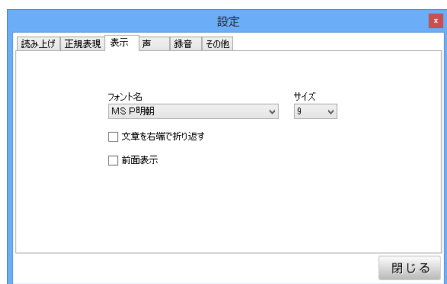 設定
x
読み上げ 正規表現 表示 声 録音 その他
フォント名 サイズ
MS P明朝 9
文章を右端で折り返す
前面表示
閉じる